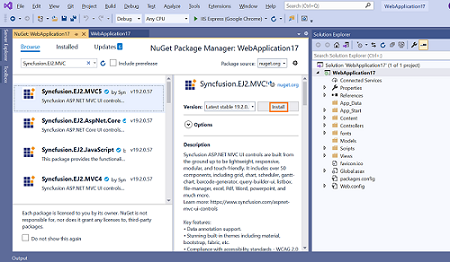 File Edit View Git Project Build Debug Test Analyze Tools Extensions Window Help Search WebApplication17
Debug Any CPU IIS Express (Google Chrome)
Server Explorer
Toolbox
NuGet: WebApplication17 WebApplication17
Browse Installed Updates
NuGet Package Manager: WebApplication17
Syncfusion.EJ2.MVC5 Include prerelease
Package source: nuget.org
Syncfusion.EJ2.MVC5 by Syn v19.2.0.57
Syncfusion ASP.NET MVC UI controls...
Syncfusion.EJ2.AspNet.Core v19.2.0.57
Syncfusion ASP.NET Core UI controls...
Syncfusion.EJ2.JavaScript v19.2.0.57
This package provides the functional...
Syncfusion.EJ2.MVC4 by Syn v19.2.0.57
Syncfusion ASP.NET MVC UI controls...
Each package is licensed to you by its owner. NuGet is not
responsible for, nor does it grant any licenses to, third-party
packages.
Do not show this again
Syncfusion.EJ2.MVC5 nuget.org
Version: Latest stable 19.2.0. Install
Options
Description
Syncfusion ASP.NET MVC UI controls are built from
the ground up to be lightweight, responsive,
modular, and touch-friendly. It includes over 50
components, including grid, chart, scheduler, gantt-
chart, barcode-generator, query-builder-ui, listbox,
file-manager, excel, Pdf, Word, powerpoint, and
much more.
Learn more: https://www.syncfusion.com/aspnet-
mvc-ui-controls
Key features:
• Data annotation support.
• Stunning built-in themes including material,
bootstrap, fabric, etc.
• Compliance with accessibility standards - WCAG 2.0
Solution Explorer
Search Solution Explorer (Ctrl+;)
Solution 'WebApplication17' (1 of 1 project)
WebApplication17
Connected Services
Properties
References
App_Data
App_Start
Content
Controllers
fonts
Models
Scripts
Views
favicon.ico
Global.asax
packages.config
Web.config
Output